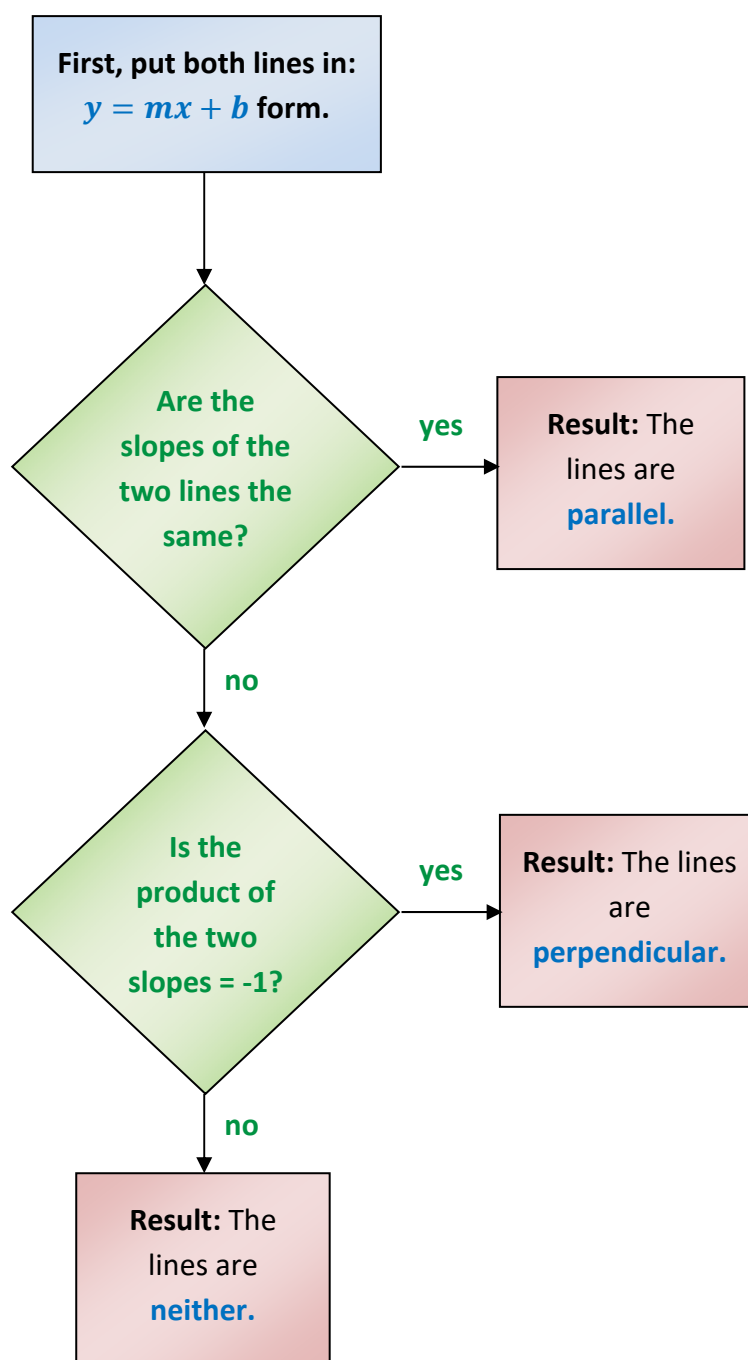 First, put both lines in:
y = mx + b form.
Are the
slopes of the
two lines the
same?
yes
Result: The
lines are
parallel.
no
Is the
product of
the two
slopes = -1?
yes
Result: The lines
are
perpendicular.
no
Result: The
lines are
neither.